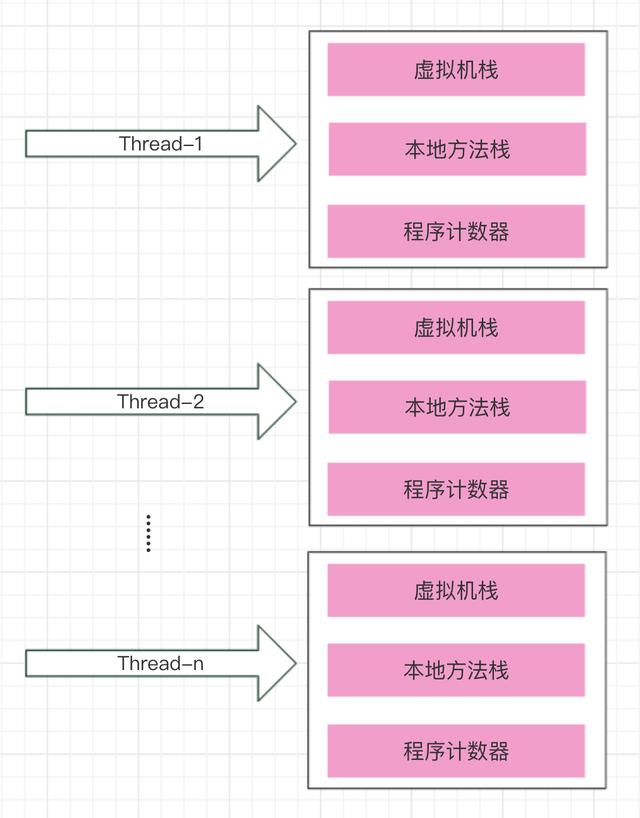 虚拟机栈
Thread-1
本地方法栈
程序计数器
虚拟机栈
Thread-2
本地方法栈
程序计数器
虚拟机栈
Thread-n
本地方法栈
程序计数器